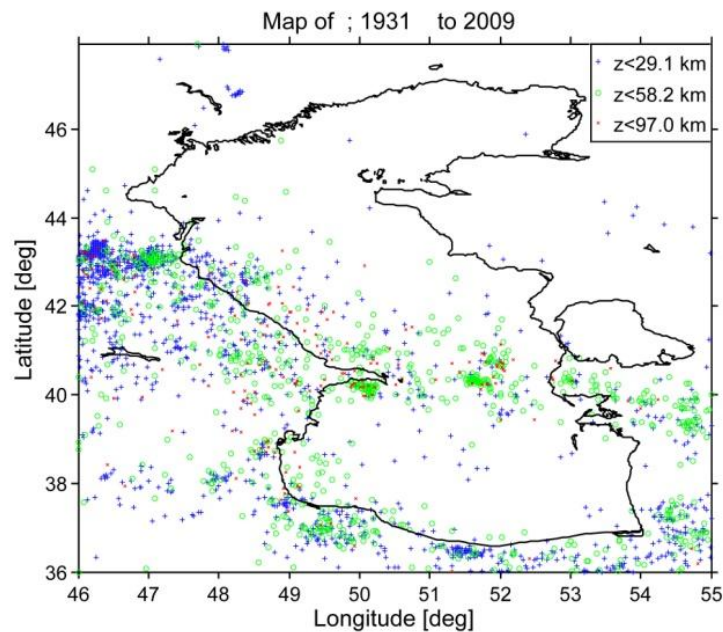 Map of ; 1931 to 2009
z<29.1 km
z<58.2 km
z<97.0 km
46
44
42
40
38
36
Latitude [deg]
46 47 48 49 50 51 52 53 54 55
Longitude [deg]